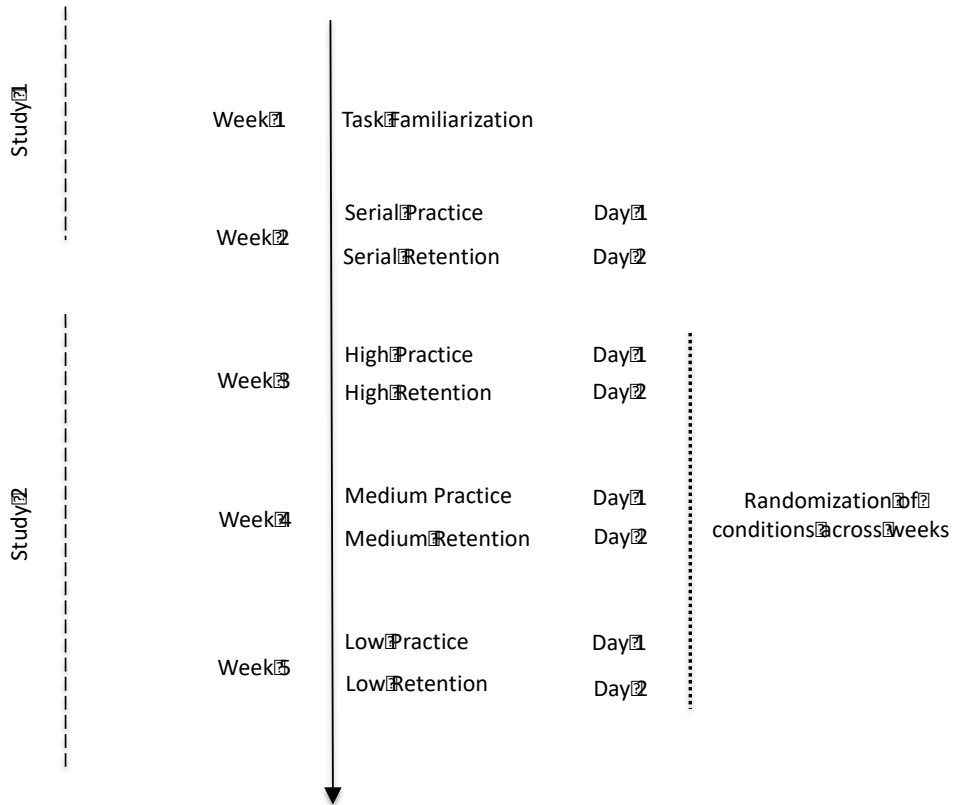 Study 1
Week 1
Task Familiarization
Week 2
Serial Practice
Day 1
Serial Retention
Day 2
Study 2
Week 3
High Practice
Day 1
High Retention
Day 2
Week 4
Medium Practice
Day 1
Medium Retention
Day 2
Week 5
Low Practice
Day 1
Low Retention
Day 2
Randomization of
conditions across weeks